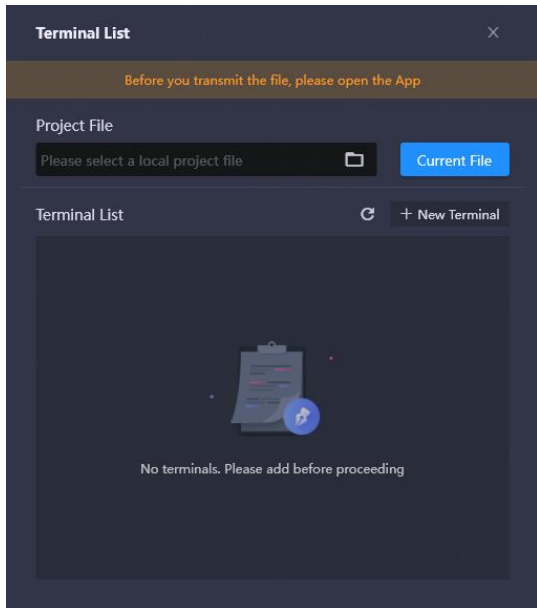 Terminal List
Before you transmit the file, please open the App
Project File
Please select a local project file
Current File
Terminal List
New Terminal
No terminals. Please add before proceeding